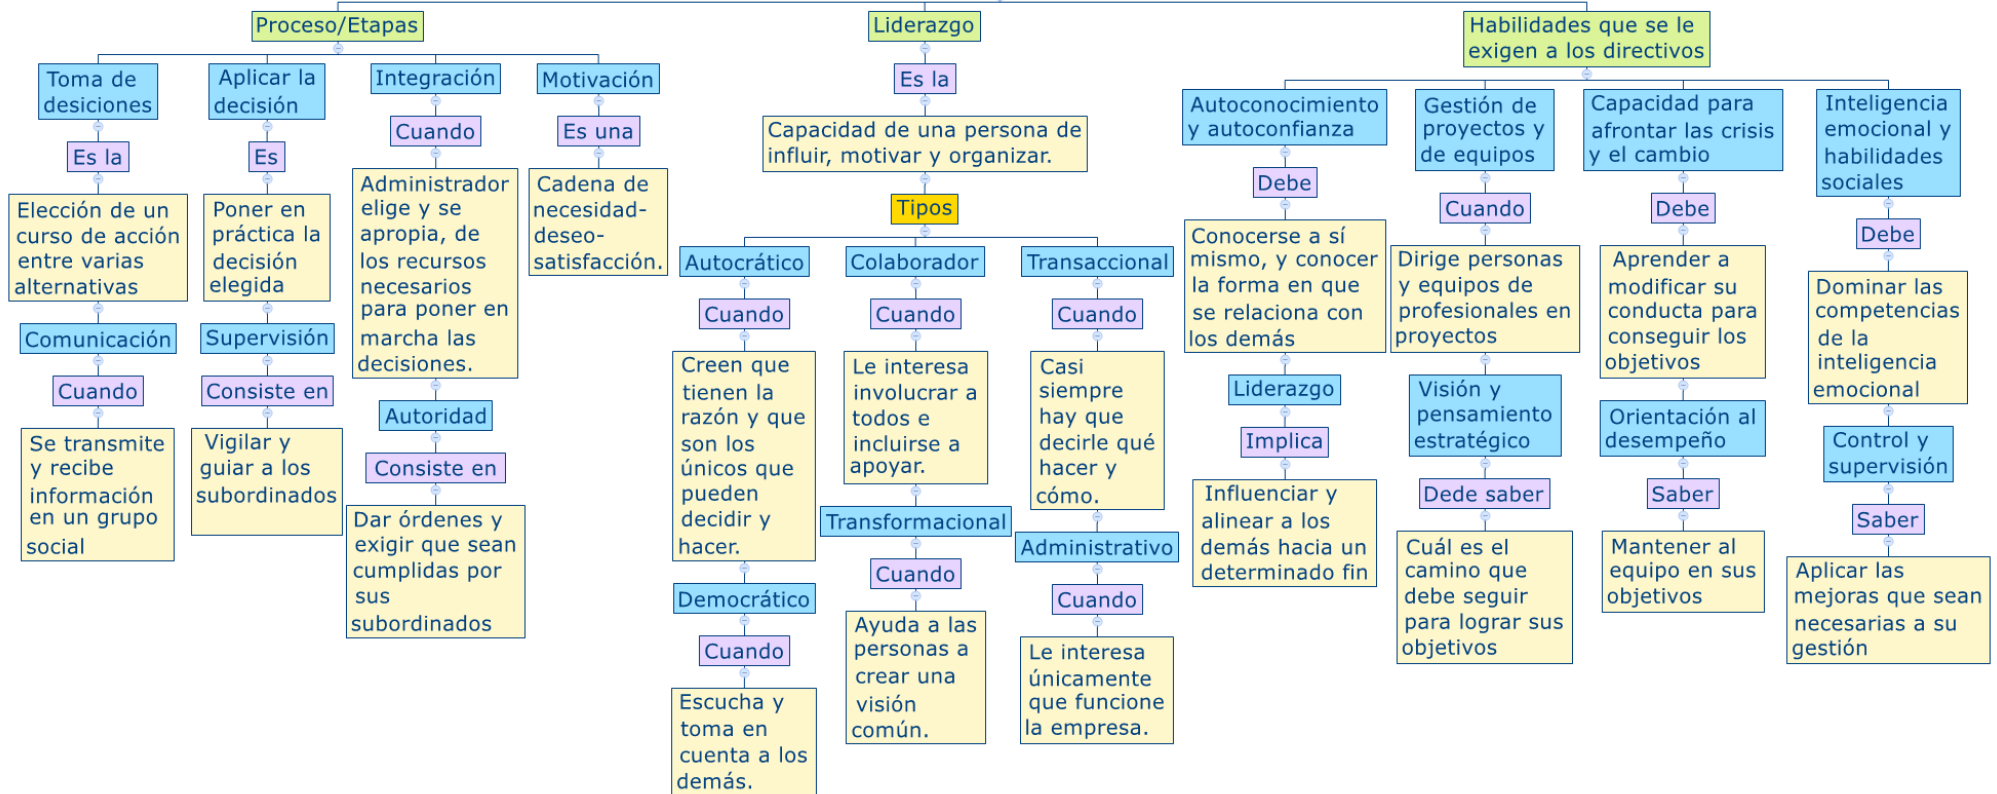 Proceso/Etapas
Toma de
desiciones
Es la
Elección de un
curso de acción
entre varias
alternativas
Comunicación
Cuando
Se transmite
y recibe
información
en un grupo
social
Aplicar la
decisión
Es
Poner en
práctica la
decisión
elegida
Supervisión
Consiste en
Vigilar y
guiar a los
subordinados
Integración
Cuando
Administrador
elige y se
apropia, de
los recursos
necesarios
para poner en
marcha las
decisiones.
Autoridad
Consiste en
Dar órdenes y
exigir que sean
cumplidas por
sus
subordinados
Motivación
Es una
Cadena de
necesidad-
deseo-
satisfacción.
Liderazgo
Es la
Capacidad de una persona de
influir, motivar y organizar.
Tipos
Autocrático
Cuando
Creen que
tienen la
razón y que
son los
únicos que
pueden
decidir y
hacer.
Democrático
Cuando
Escucha y
toma en
cuenta a los
demás.
Colaborador
Cuando
Le interesa
involucrar a
todos e
incluirse a
apoyar.
Transformacional
Cuando
Ayuda a las
personas a
crear una
visión
común.
Transaccional
Cuando
Casi
siempre
hay que
decirle qué
hacer y
cómo.
Administrativo
Cuando
Le interesa
únicamente
que funcione
la empresa.
Habilidades que se le
exigen a los directivos
Autoconocimiento
y autoconfianza
Debe
Conocerse a sí
mismo, y conocer
la forma en que
se relaciona con
los demás
Liderazgo
Implica
Influenciar y
alinear a los
demás hacia un
determinado fin
Gestión de
proyectos y
de equipos
Cuando
Dirige personas
y equipos de
profesionales en
proyectos
Visión y
pensamiento
estratégico
Dede saber
Cuál es el
camino que
debe seguir
para lograr sus
objetivos
Capacidad para
afrontar las crisis
y el cambio
Debe
Aprender a
modificar su
conducta para
conseguir los
objetivos
Orientación al
desempeño
Saber
Mantener al
equipo en sus
objetivos
Inteligencia
emocional y
habilidades
sociales
Debe
Dominar las
competencias
de la
inteligencia
emocional
Control y
supervisión
Saber
Aplicar las
mejoras que sean
necesarias a su
gestión